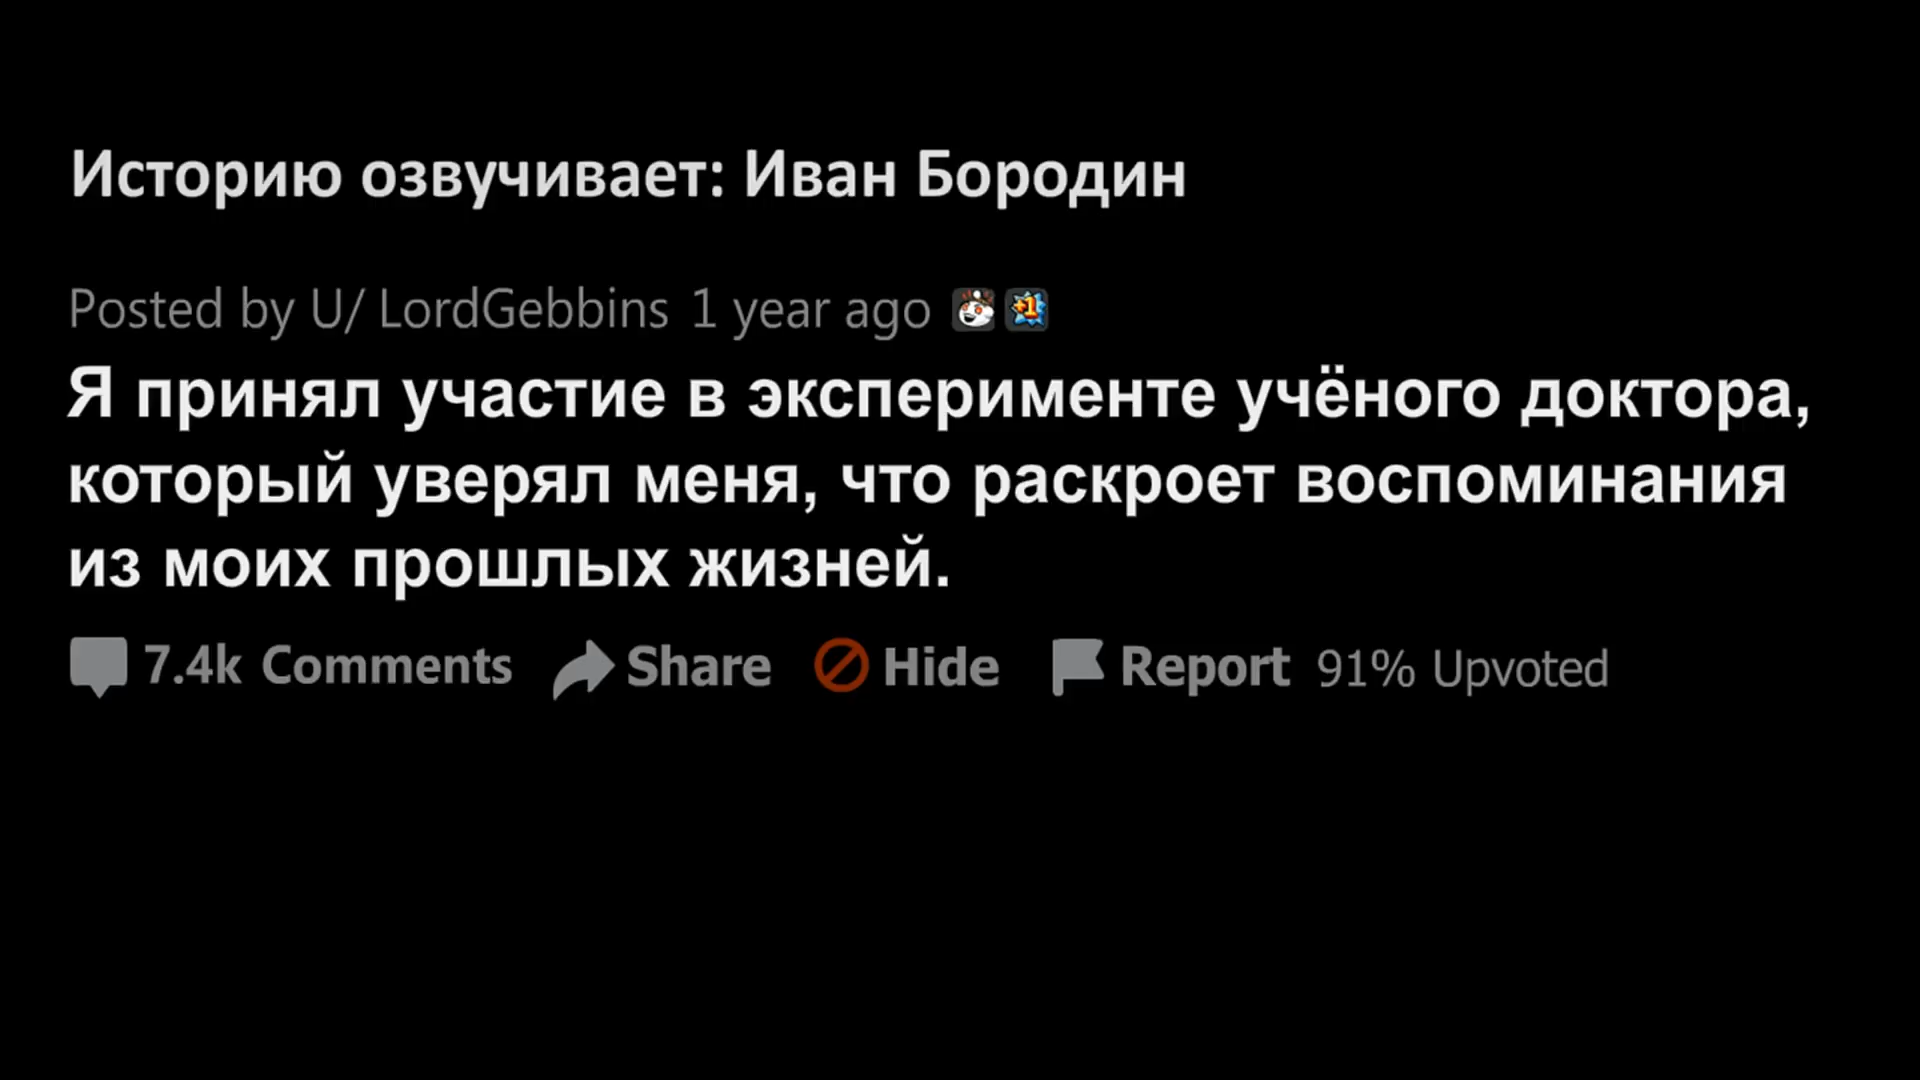 Историю озвучивает: Иван Бородин
Posted by U/ LordGebbins 1 year ago +1
Я принял участие в эксперименте учёного доктора,
который уверял меня, что раскроет воспоминания
из моих прошлых жизней.
7.4k Comments Share Hide Report 91% Upvoted